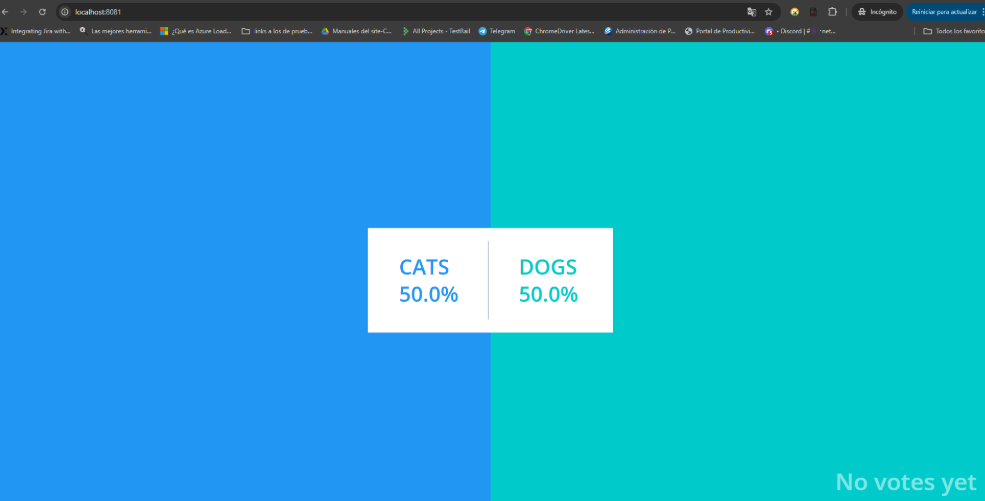 localhost:8081
Incógnito
Reiniciar para actualizar
Integrating Jira with...
Las mejores herrami...
¿Qué es Azure Load...
links a los de prueb...
Manuales del site-C...
All Projects - TestRail
Telegram
ChromeDriver Lates...
Administración de P...
Portal de Productivi...
• Discord | #
Todos los favorito
CATS
50.0%
DOGS
50.0%
No votes yet